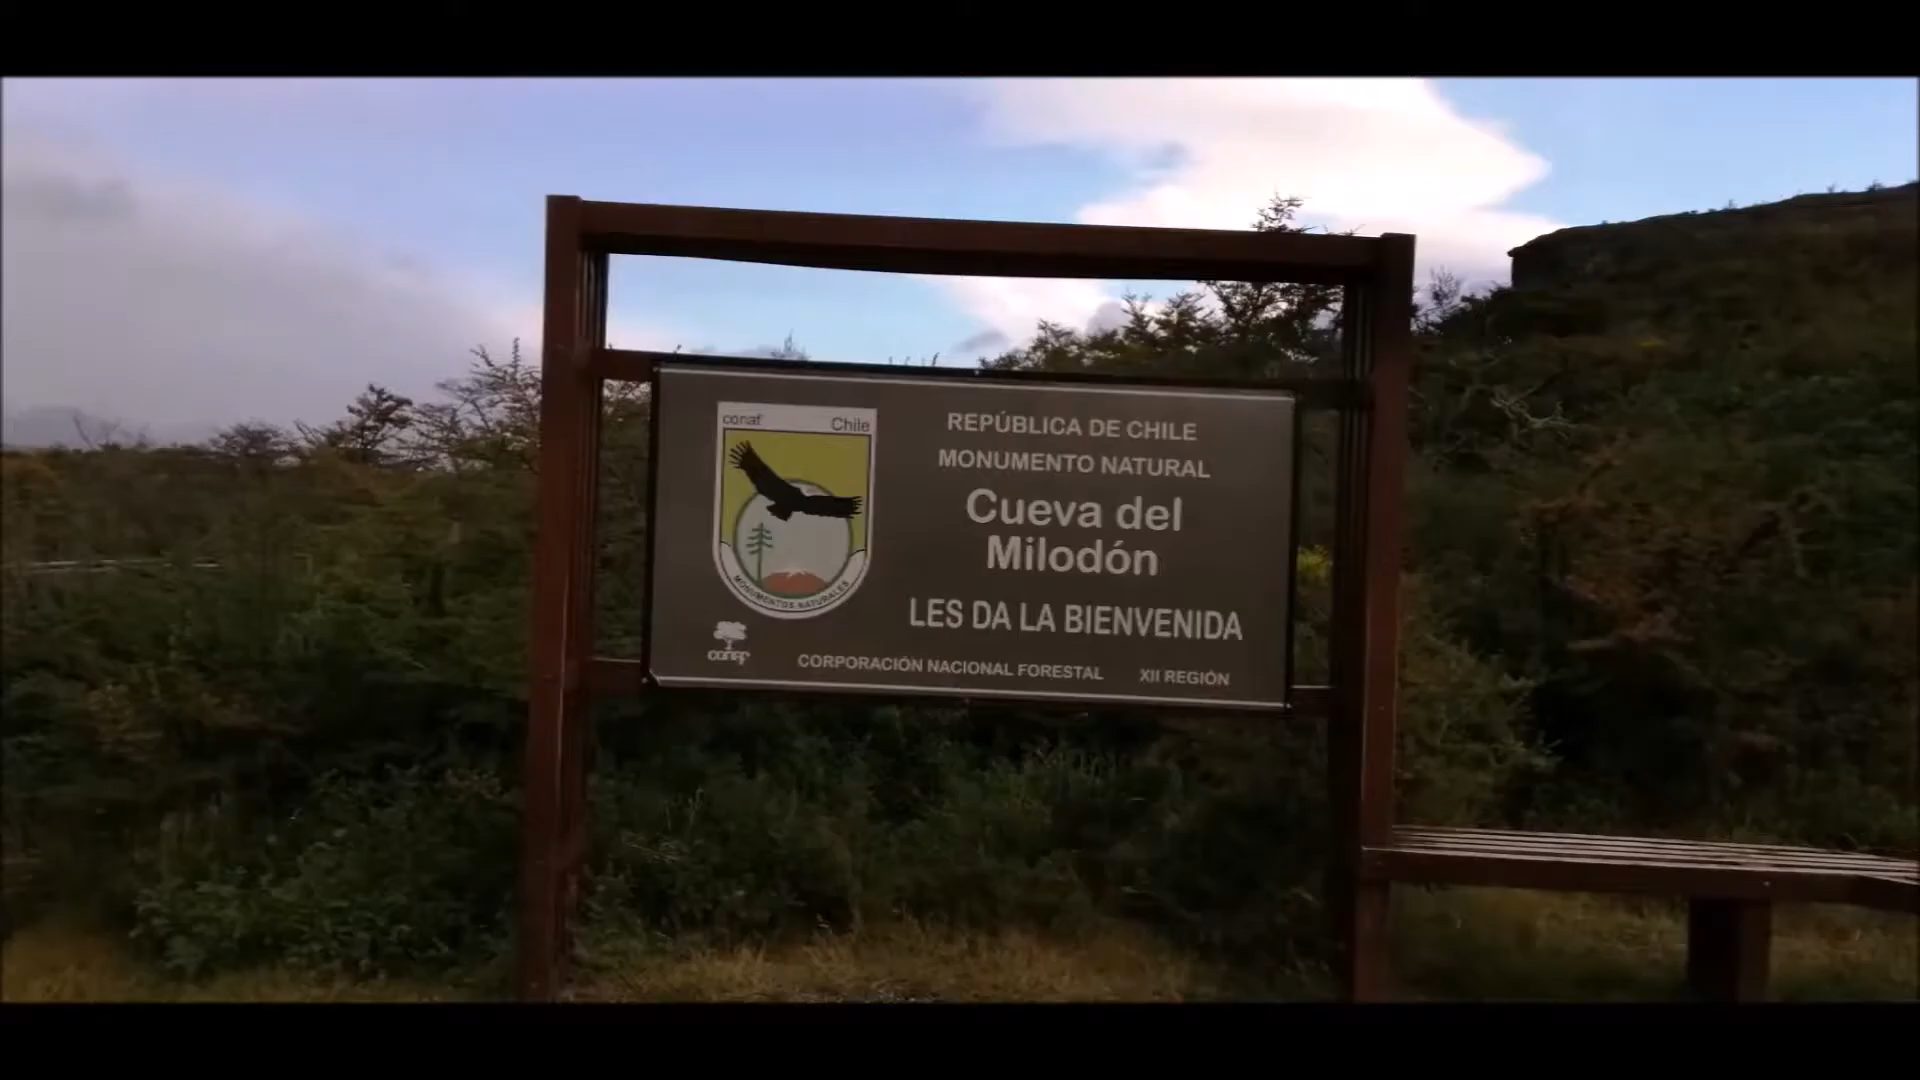 conaf Chile
MONUMENTOS NATURALES
conaf
REPÚBLICA DE CHILE
MONUMENTO NATURAL
Cueva del
Milodón
LES DA LA BIENVENIDA
CORPORACIÓN NACIONAL FORESTAL XII REGIÓN